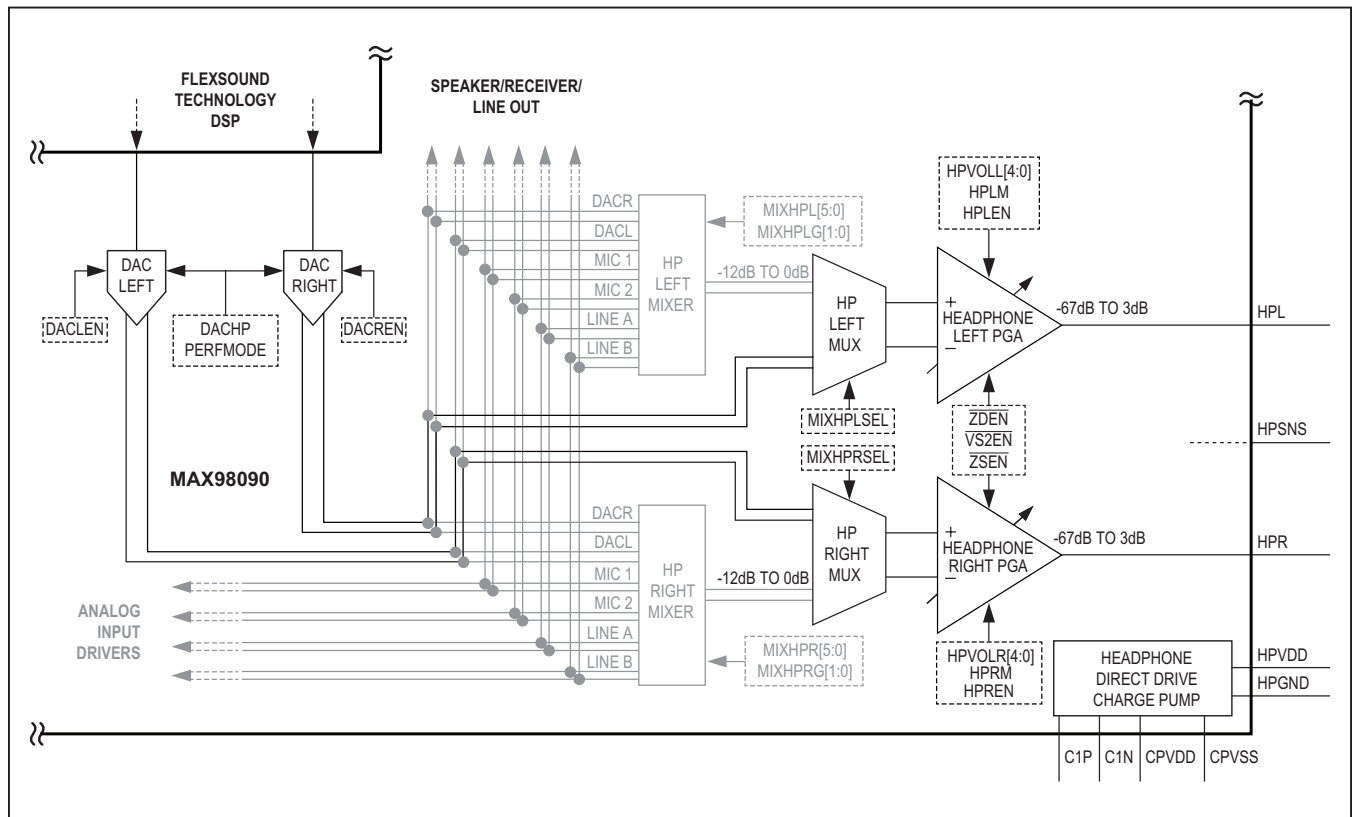 FLEXSOUND
TECHNOLOGY
DSP
SPEAKER/RECEIVER/
LINE OUT
DAC
LEFT
DAC
RIGHT
DACLEN
DACHP
PERFMODE
DACREN
DACR
DACL
MIC 1
MIC 2
LINE A
LINE B
HP
LEFT
MIXER
MIXHPL[5:0]
MIXHPLG[1:0]
-12dB TO 0dB
HP
LEFT
MUX
MIXHPLSEL
HPVOLL[4:0]
HPLM
HPLEN
+
HEADPHONE
LEFT PGA
–
-67dB TO 3dB
HPL
ZDEN
VS2EN
ZSEN
HPSNS
MAX98090
MIXHPRSEL
DACR
DACL
MIC 1
MIC 2
LINE A
LINE B
HP
RIGHT
MIXER
-12dB TO 0dB
MIXHPR[5:0]
MIXHPRG[1:0]
HP
RIGHT
MUX
+
HEADPHONE
RIGHT PGA
–
-67dB TO 3dB
HPR
HPVOLR[4:0]
HPRM
HPREN
ANALOG
INPUT
DRIVERS
HEADPHONE
DIRECT DRIVE
CHARGE PUMP
HPVDD
HPGND
C1P
C1N
CPVDD
CPVSS